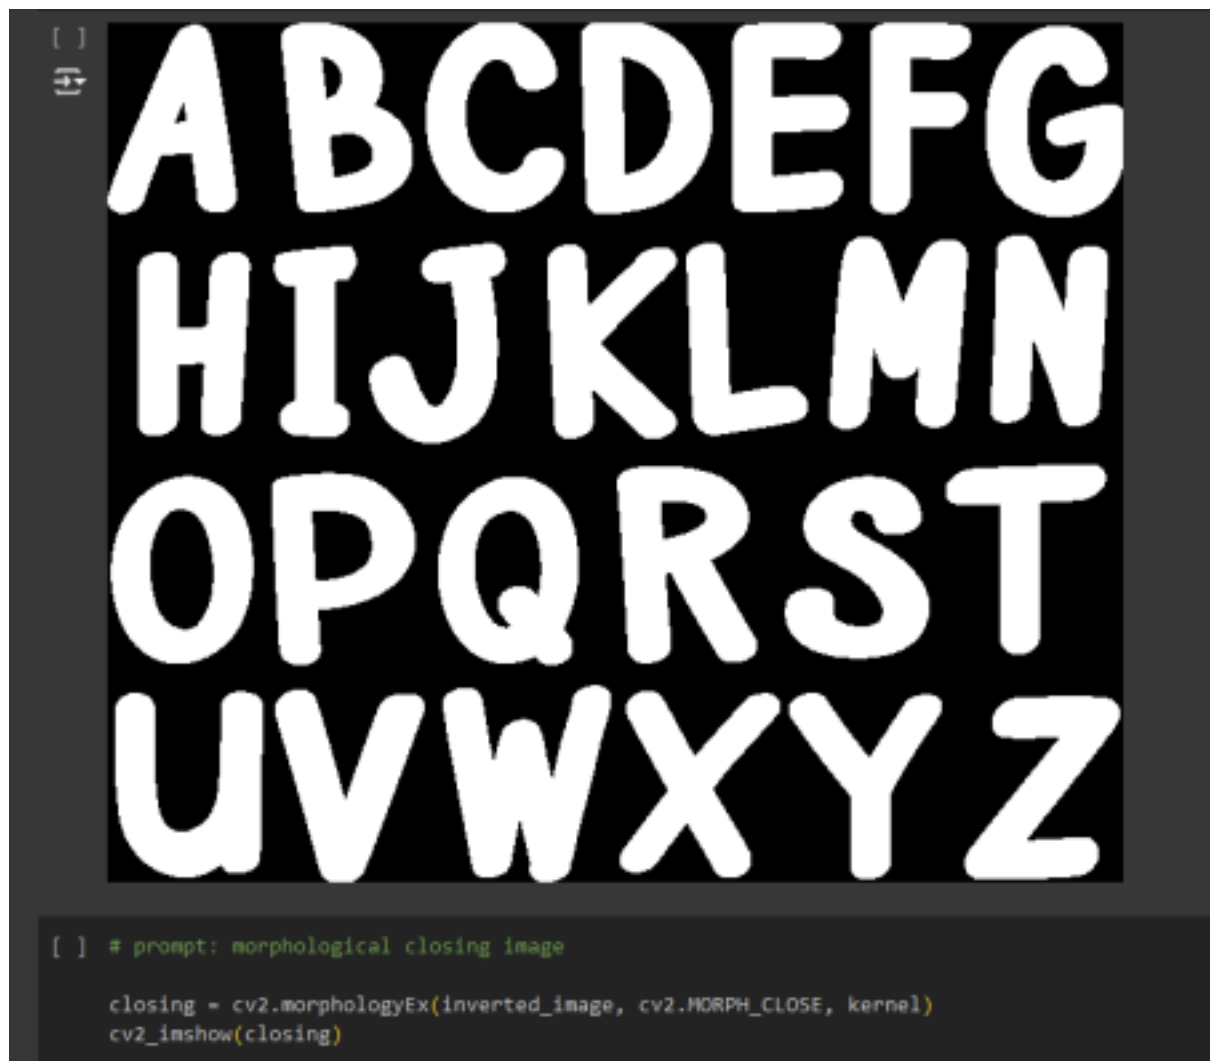 [ ]
ABCDEFG
HIJKLMN
OPQRST
UVWXYZ
[ ] # prompt: morphological closing image
closing = cv2.morphologyEx(inverted_image, cv2.MORPH_CLOSE, kernel)
cv2_imshow(closing)